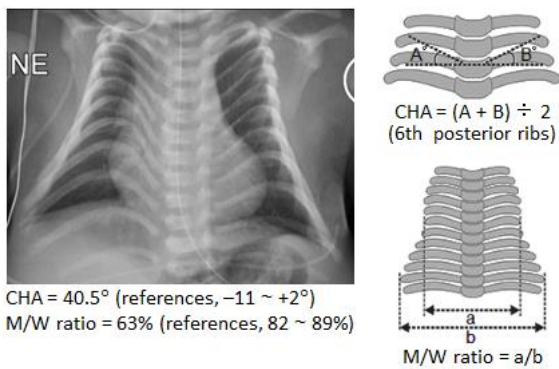 NE
CHA = 40.5° (references, –11 ~ +2°)
M/W ratio = 63% (references, 82 ~ 89%)
A°
B°
CHA = (A + B) ÷ 2
(6th posterior ribs)
a
b
M/W ratio = a/b